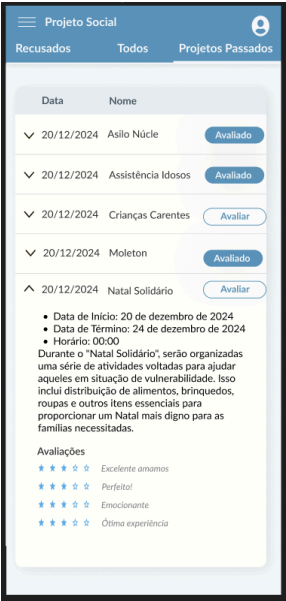 Projeto Social
Recusados Todos Projetos Passados
Data Nome
20/12/2024 Asilo Núcle Avaliado
20/12/2024 Assistência Idosos Avaliado
20/12/2024 Crianças Carentes Avaliar
20/12/2024 Moleton Avaliado
20/12/2024 Natal Solidário Avaliar
• Data de Início: 20 de dezembro de 2024
• Data de Término: 24 de dezembro de 2024
• Horário: 00:00
Durante o "Natal Solidário", serão organizadas
uma série de atividades voltadas para ajudar
aqueles em situação de vulnerabilidade. Isso
inclui distribuição de alimentos, brinquedos,
roupas e outros itens essenciais para
proporcionar um Natal mais digno para as
famílias necessitadas.
Avaliações
Excelente amamos
Perfeito!
Emocionante
Ótima experiência